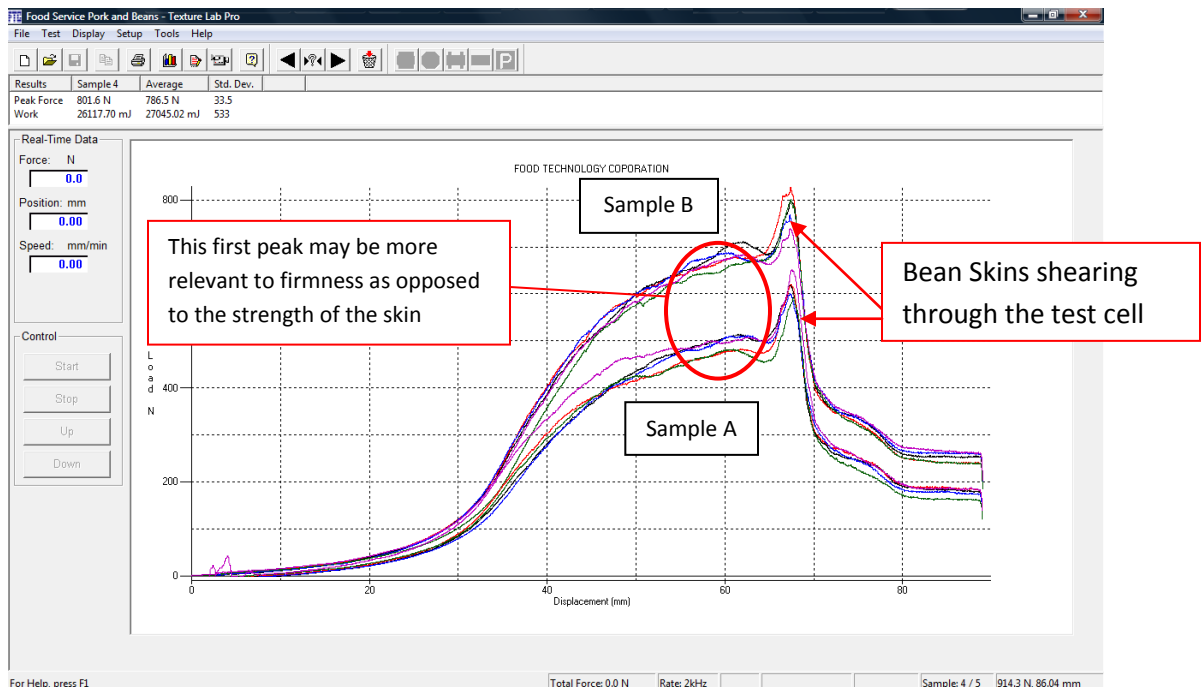 Food Service Pork and Beans - Texture Lab Pro
File Test Display Setup Tools Help
Results Sample 4 Average Std. Dev.
Peak Force 801.6 N 786.5 N 33.5
Work 26117.70 mJ 27045.02 mJ 533
Real-Time Data
Force: N
0.0
Position: mm
0.00
Speed: mm/min
0.00
Control
Start
Stop
Up
Down
FOOD TECHNOLOGY COPORATION
Sample B
This first peak may be more
relevant to firmness as opposed
to the strength of the skin
Bean Skins shearing
through the test cell
Sample A
800
400
200
0
Load N
0 20 40 60 80
Displacement (mm)
For Help, press F1
Total Force: 0.0 N Rate: 2kHz Sample: 4 / 5 914.3 N, 86.04 mm